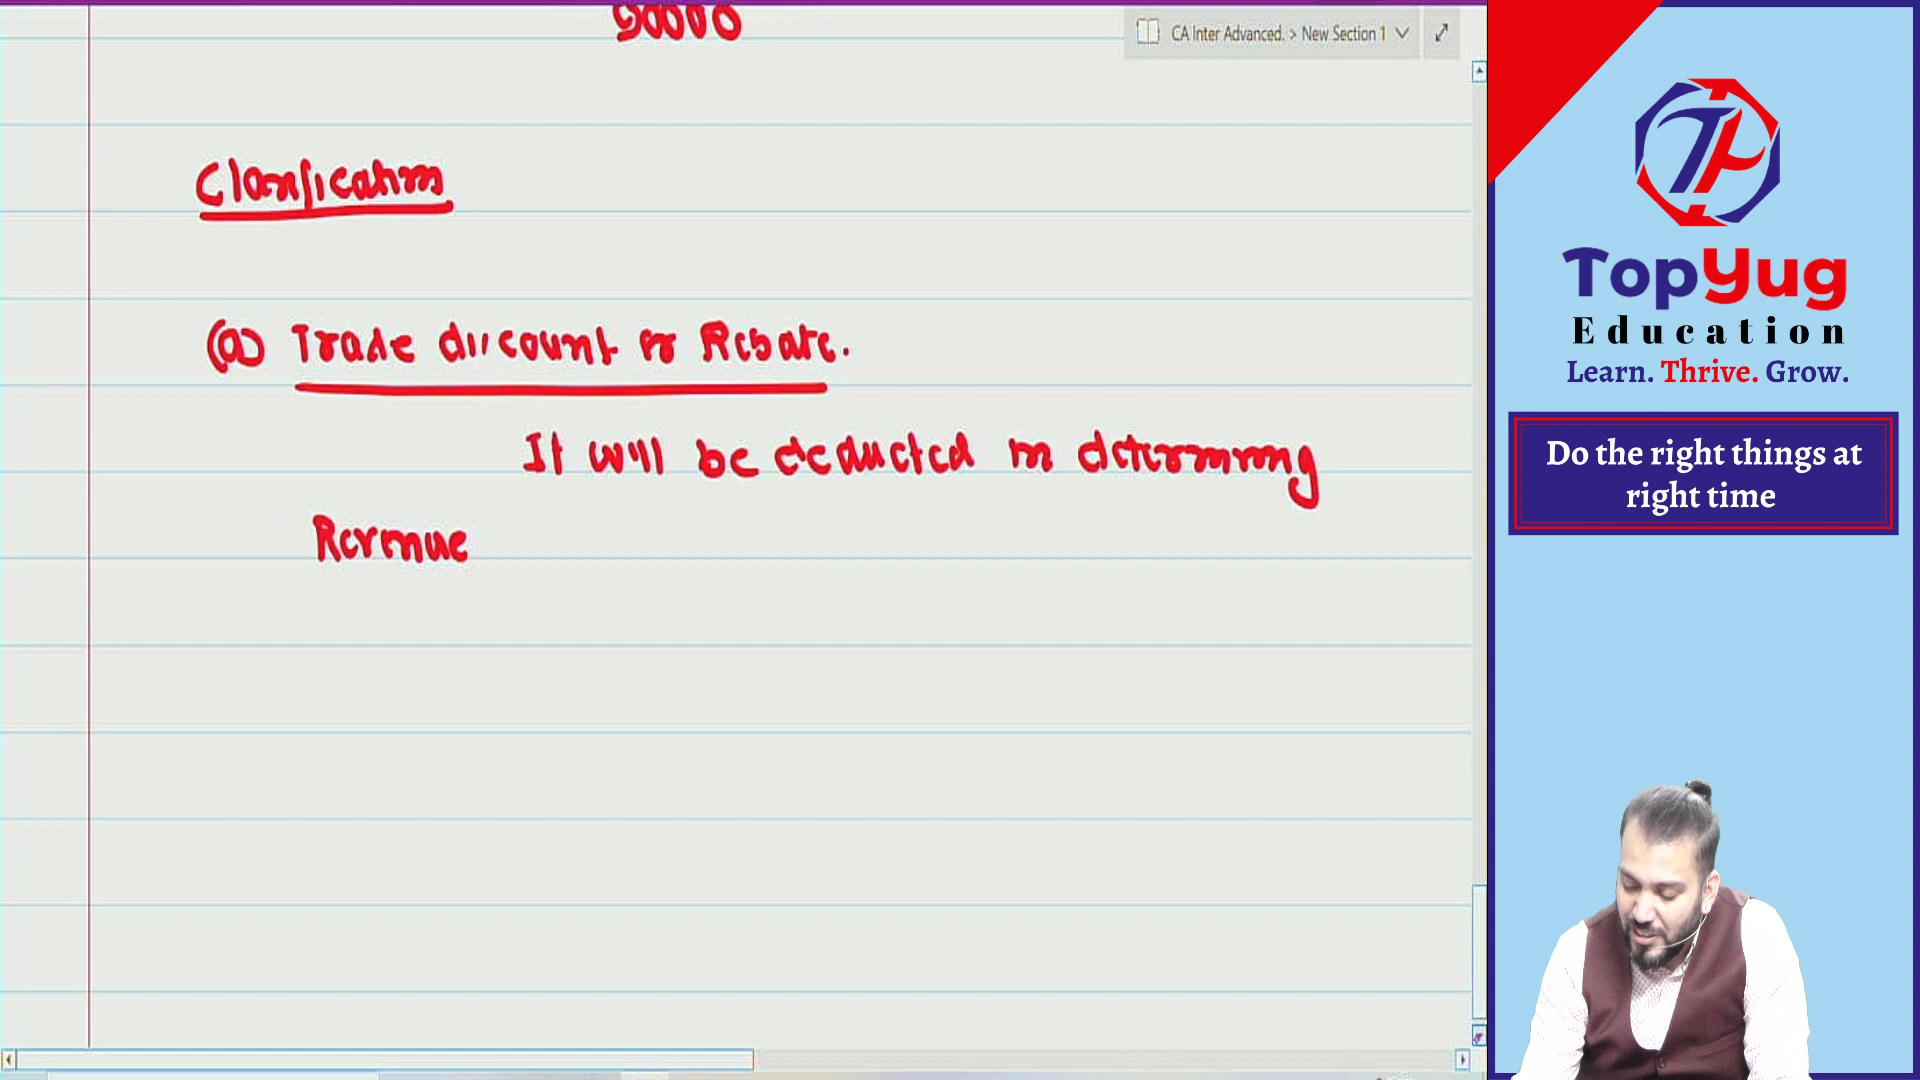 90000
CA Inter Advanced. > New Section 1
Clarifications
(a) Trade discount or Rebate.
It will be deducted in determining
Revenue
TopYug
Education
Learn. Thrive. Grow.
Do the right things at
right time